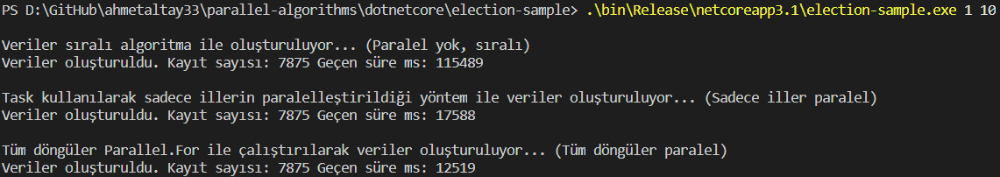 PS D:\GitHub\ahmetaltay33\parallel-algorithms\dotnetcore\election-sample> .\bin\Release\netcoreapp3.1\election-sample.exe 1 10
Veriler sıralı algoritma ile oluşturuluyor... (Paralel yok, sıralı)
Veriler oluşturuldu. Kayıt sayısı: 7875 Geçen süre ms: 115489
Task kullanılarak sadece illerin paralelleştirildiği yöntem ile veriler oluşturuluyor... (Sadece iller paralel)
Veriler oluşturuldu. Kayıt sayısı: 7875 Geçen süre ms: 17588
Tüm döngüler Parallel.For ile çalıştırılarak veriler oluşturuluyor... (Tüm döngüler paralel)
Veriler oluşturuldu. Kayıt sayısı: 7875 Geçen süre ms: 12519